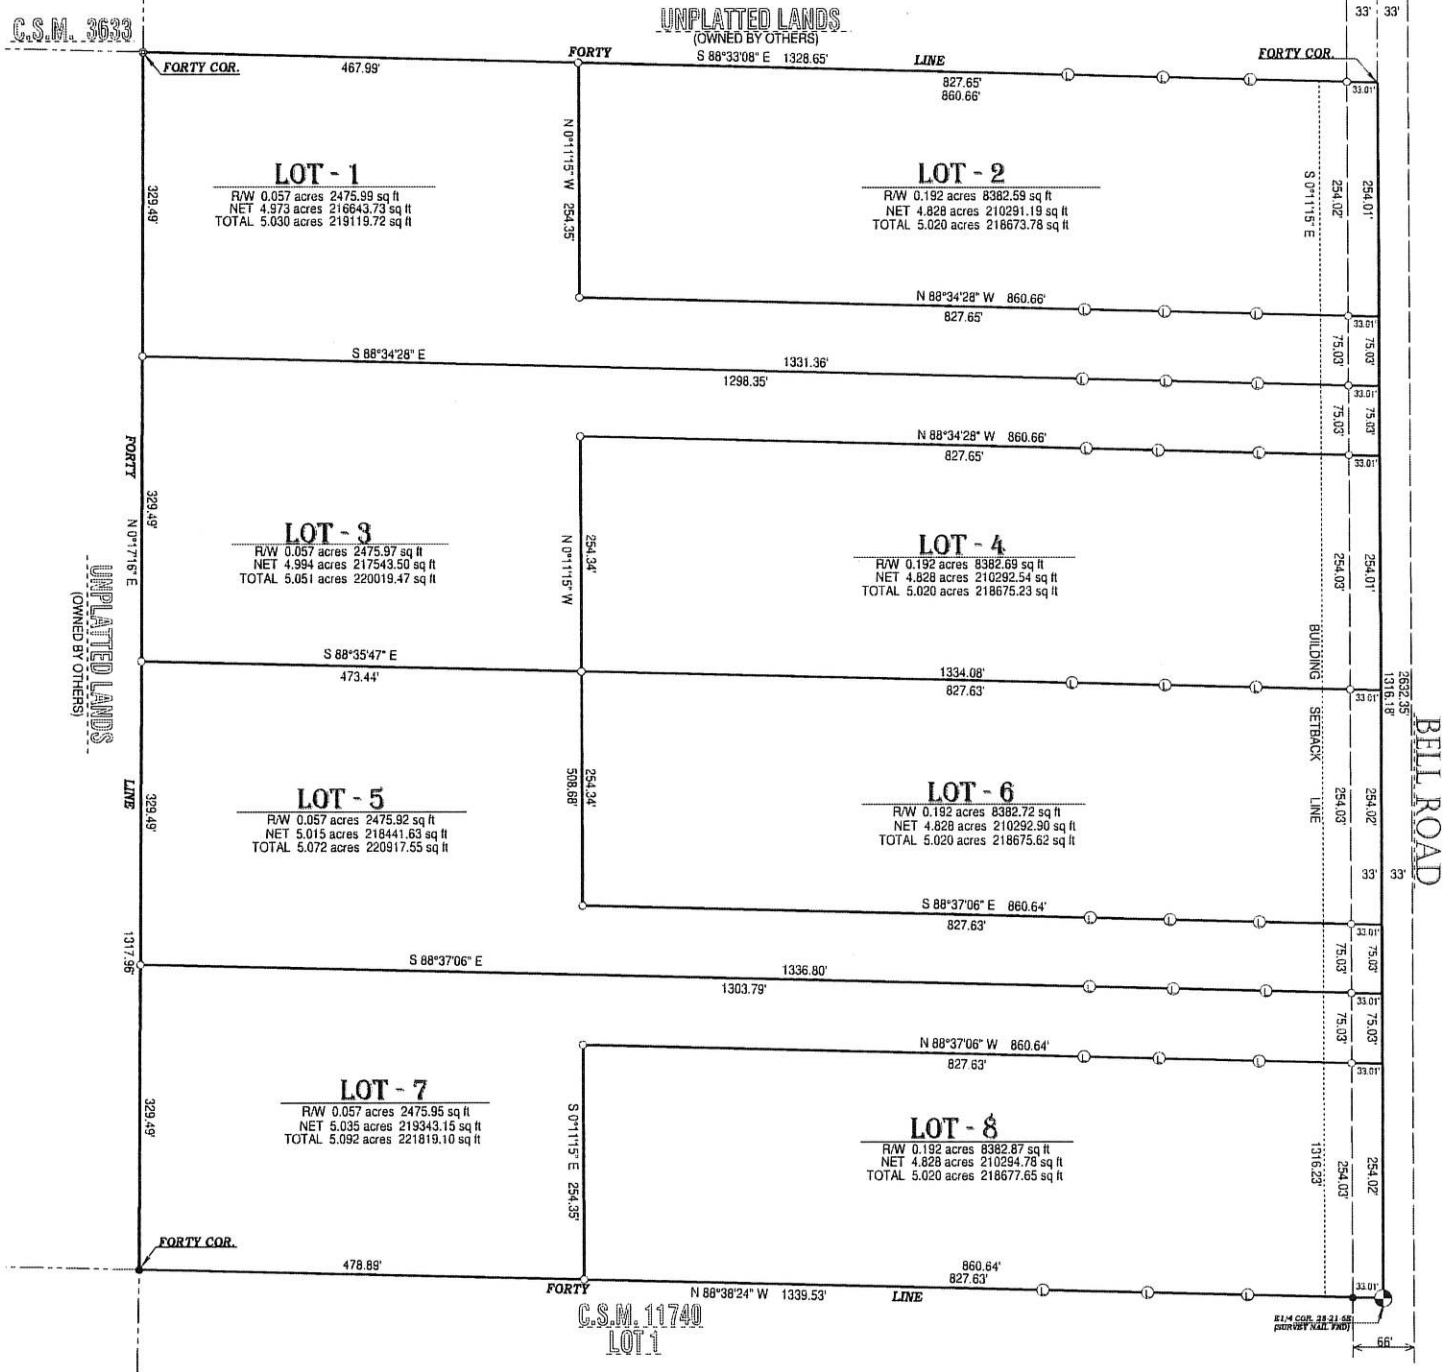 C.S.M. 3633
UNPLATTED LANDS
(OWNED BY OTHERS)
33' 33'
FORTY COR.
467.99'
FORTY
S 88°33'08" E 1328.65'
LINE
827.65'
860.66'
FORTY COR.
33.01'
LOT - 1
R/W 0.057 acres 2475.99 sq ft
NET 4.973 acres 216643.73 sq ft
TOTAL 5.030 acres 219119.72 sq ft
329.49'
N 0°11'15" W 254.35'
LOT - 2
R/W 0.192 acres 8382.59 sq ft
NET 4.828 acres 210291.19 sq ft
TOTAL 5.020 acres 218673.78 sq ft
S 0°11'15" E
254.02'
254.01'
N 88°34'28" W 860.66'
827.65'
33.01'
75.03'
75.03'
S 88°34'28" E
1331.36'
1298.35'
33.01'
75.03'
75.03'
N 88°34'28" W 860.66'
827.65'
33.01'
FORTY
329.49'
N 0°17'16" E
LOT - 3
R/W 0.057 acres 2475.97 sq ft
NET 4.994 acres 217543.50 sq ft
TOTAL 5.051 acres 220019.47 sq ft
254.34'
N 0°11'15" W
LOT - 4
R/W 0.192 acres 8382.69 sq ft
NET 4.828 acres 210292.54 sq ft
TOTAL 5.020 acres 218675.23 sq ft
254.03'
254.01'
UNPLATTED LANDS
(OWNED BY OTHERS)
BUILDING SETBACK LINE
S 88°35'47" E
473.44'
1334.08'
827.63'
33.01'
2632.35'
1316.18'
BELL ROAD
LINE
329.49'
LOT - 5
R/W 0.057 acres 2475.92 sq ft
NET 5.015 acres 218441.63 sq ft
TOTAL 5.072 acres 220917.55 sq ft
254.34'
508.68'
LOT - 6
R/W 0.192 acres 8382.72 sq ft
NET 4.828 acres 210292.90 sq ft
TOTAL 5.020 acres 218675.62 sq ft
254.03'
254.02'
33' 33'
S 88°37'06" E 860.64'
827.63'
33.01'
1317.96'
75.03'
75.03'
S 88°37'06" E
1336.80'
1303.79'
33.01'
75.03'
75.03'
N 88°37'06" W 860.64'
827.63'
33.01'
LOT - 7
R/W 0.057 acres 2475.95 sq ft
NET 5.035 acres 219343.15 sq ft
TOTAL 5.092 acres 221819.10 sq ft
329.49'
S 0°11'15" E 254.35'
LOT - 8
R/W 0.192 acres 8382.87 sq ft
NET 4.828 acres 210294.78 sq ft
TOTAL 5.020 acres 218677.65 sq ft
1316.23'
254.03'
254.02'
FORTY COR.
478.89'
FORTY
860.64'
827.63'
N 88°38'24" W 1339.53'
LINE
33.01'
C.S.M. 11740
LOT 1
E1/4 COR. 28-21-
(SURVEY NAIL FND)
66'